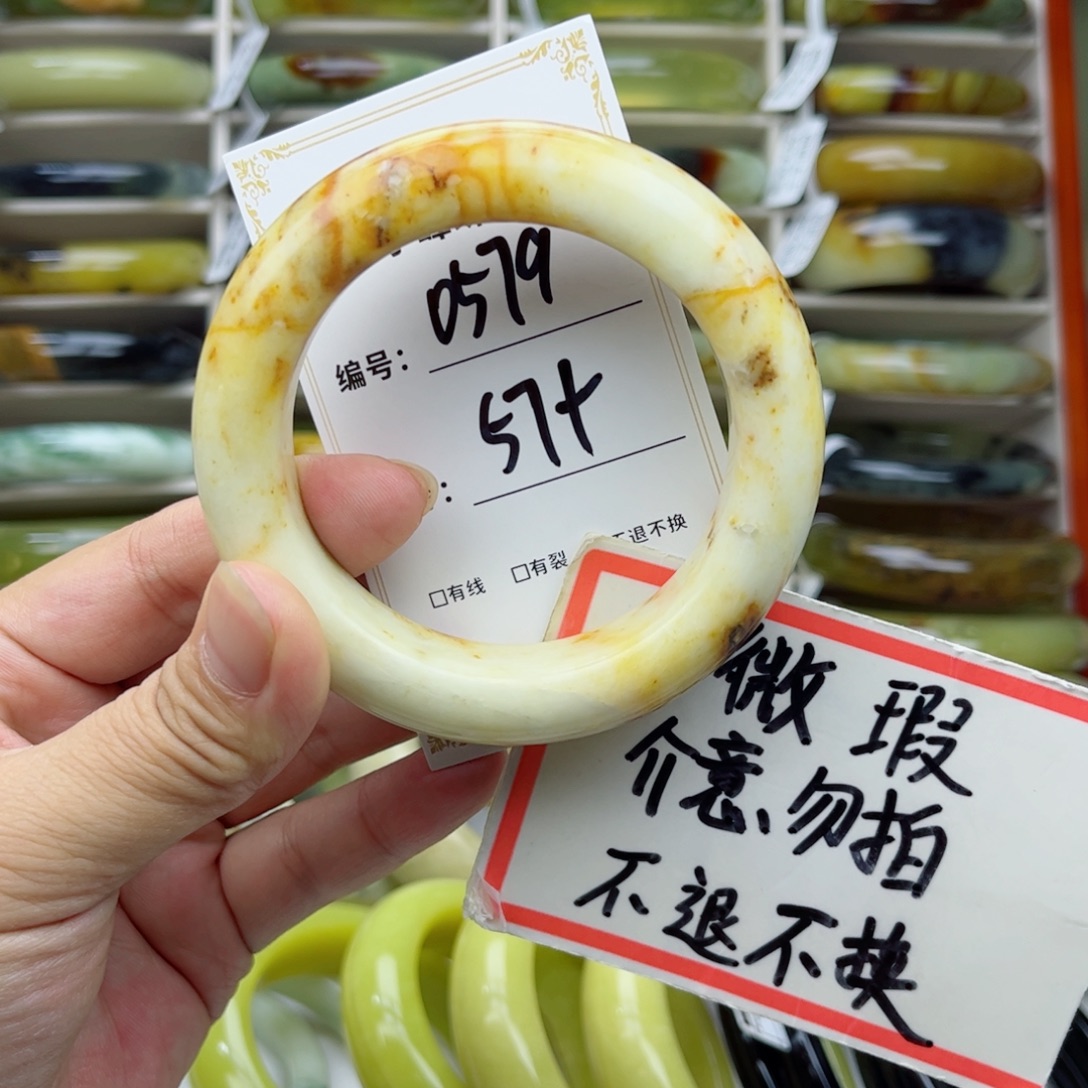 0579
编号：
57+
：
□有线 □有裂 不退不换
微 瑕
介意勿拍
不退不换